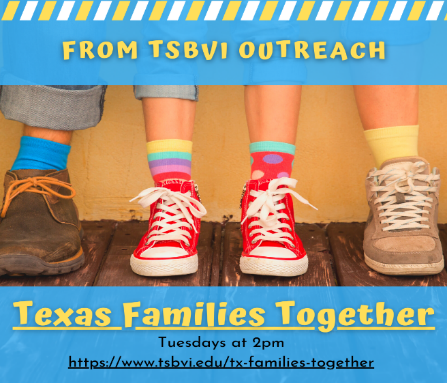 FROM TSBVI OUTREACH
Texas Families Together
Tuesdays at 2pm
https://www.tsbvi.edu/tx-families-together